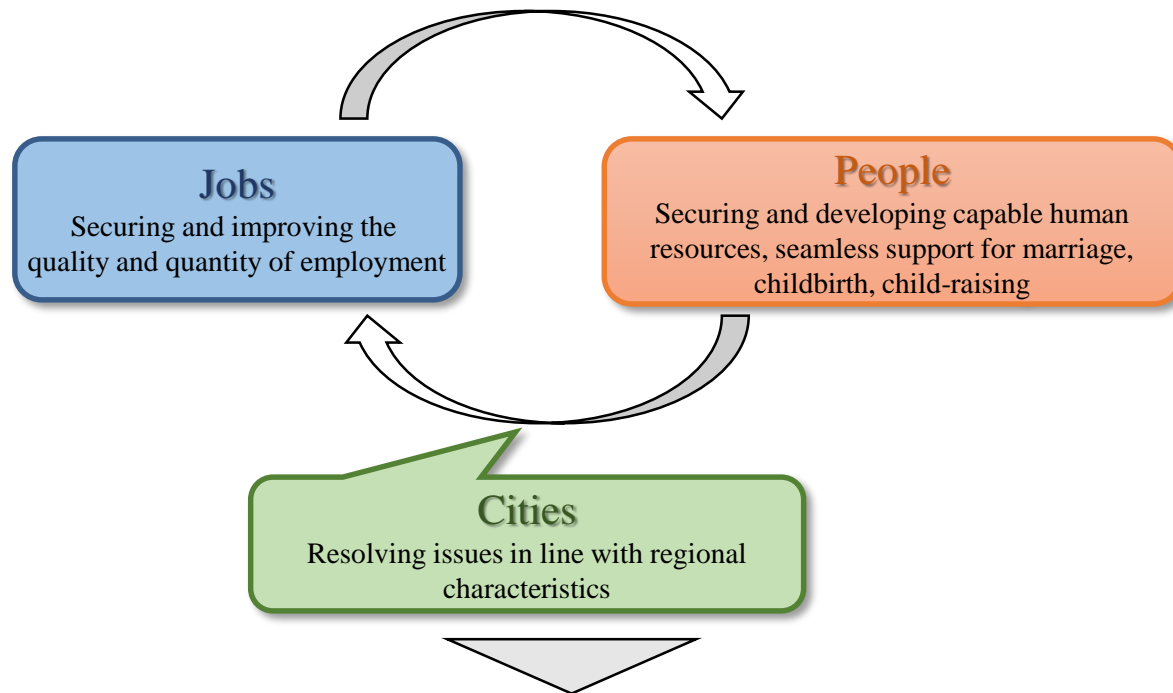 Jobs
Securing and improving the
quality and quantity of employment
People
Securing and developing capable human
resources, seamless support for marriage,
childbirth, child-raising
Cities
Resolving issues in line with regional
characteristics